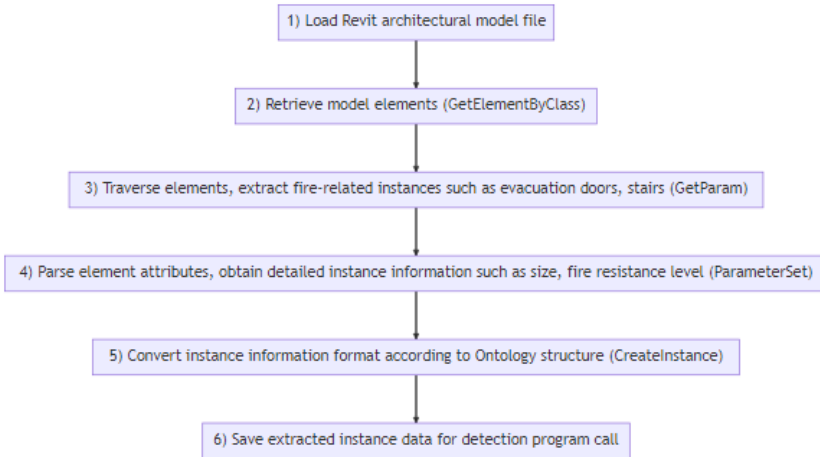 1) Load Revit architectural model file
2) Retrieve model elements (GetElementByClass)
3) Traverse elements, extract fire-related instances such as evacuation doors, stairs (GetParam)
4) Parse element attributes, obtain detailed instance information such as size, fire resistance level (ParameterSet)
5) Convert instance information format according to Ontology structure (CreateInstance)
6) Save extracted instance data for detection program call